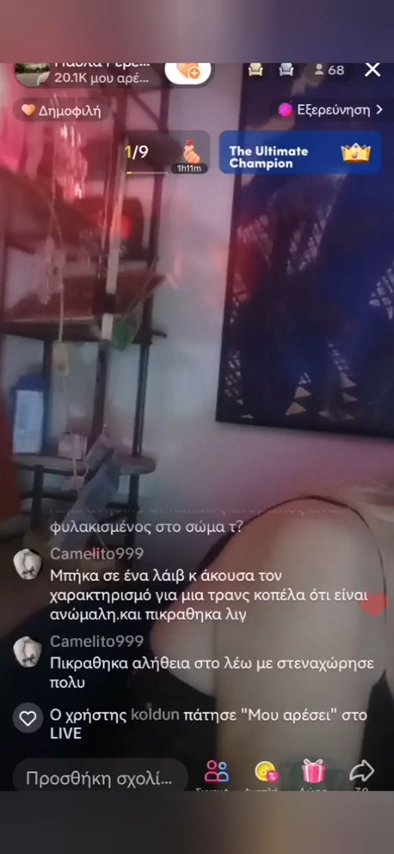 20.1K μου αρέ...
68
Δημοφιλή
Εξερεύνηση
1/9
1h11m
The Ultimate
Champion
φυλακισμένος στο σώμα τ?
Camelito999
Μπήκα σε ένα λάιβ κ άκουσα τον
χαρακτηρισμό για μια τρανς κοπέλα ότι είναι
ανώμαλη.και πικραθηκα λιγ
Camelito999
Πικραθηκα αλήθεια στο λέω με στεναχώρησε
πολυ
Ο χρήστης koldun πάτησε "Μου αρέσει" στο
LIVE
Προσθήκη σχολί...